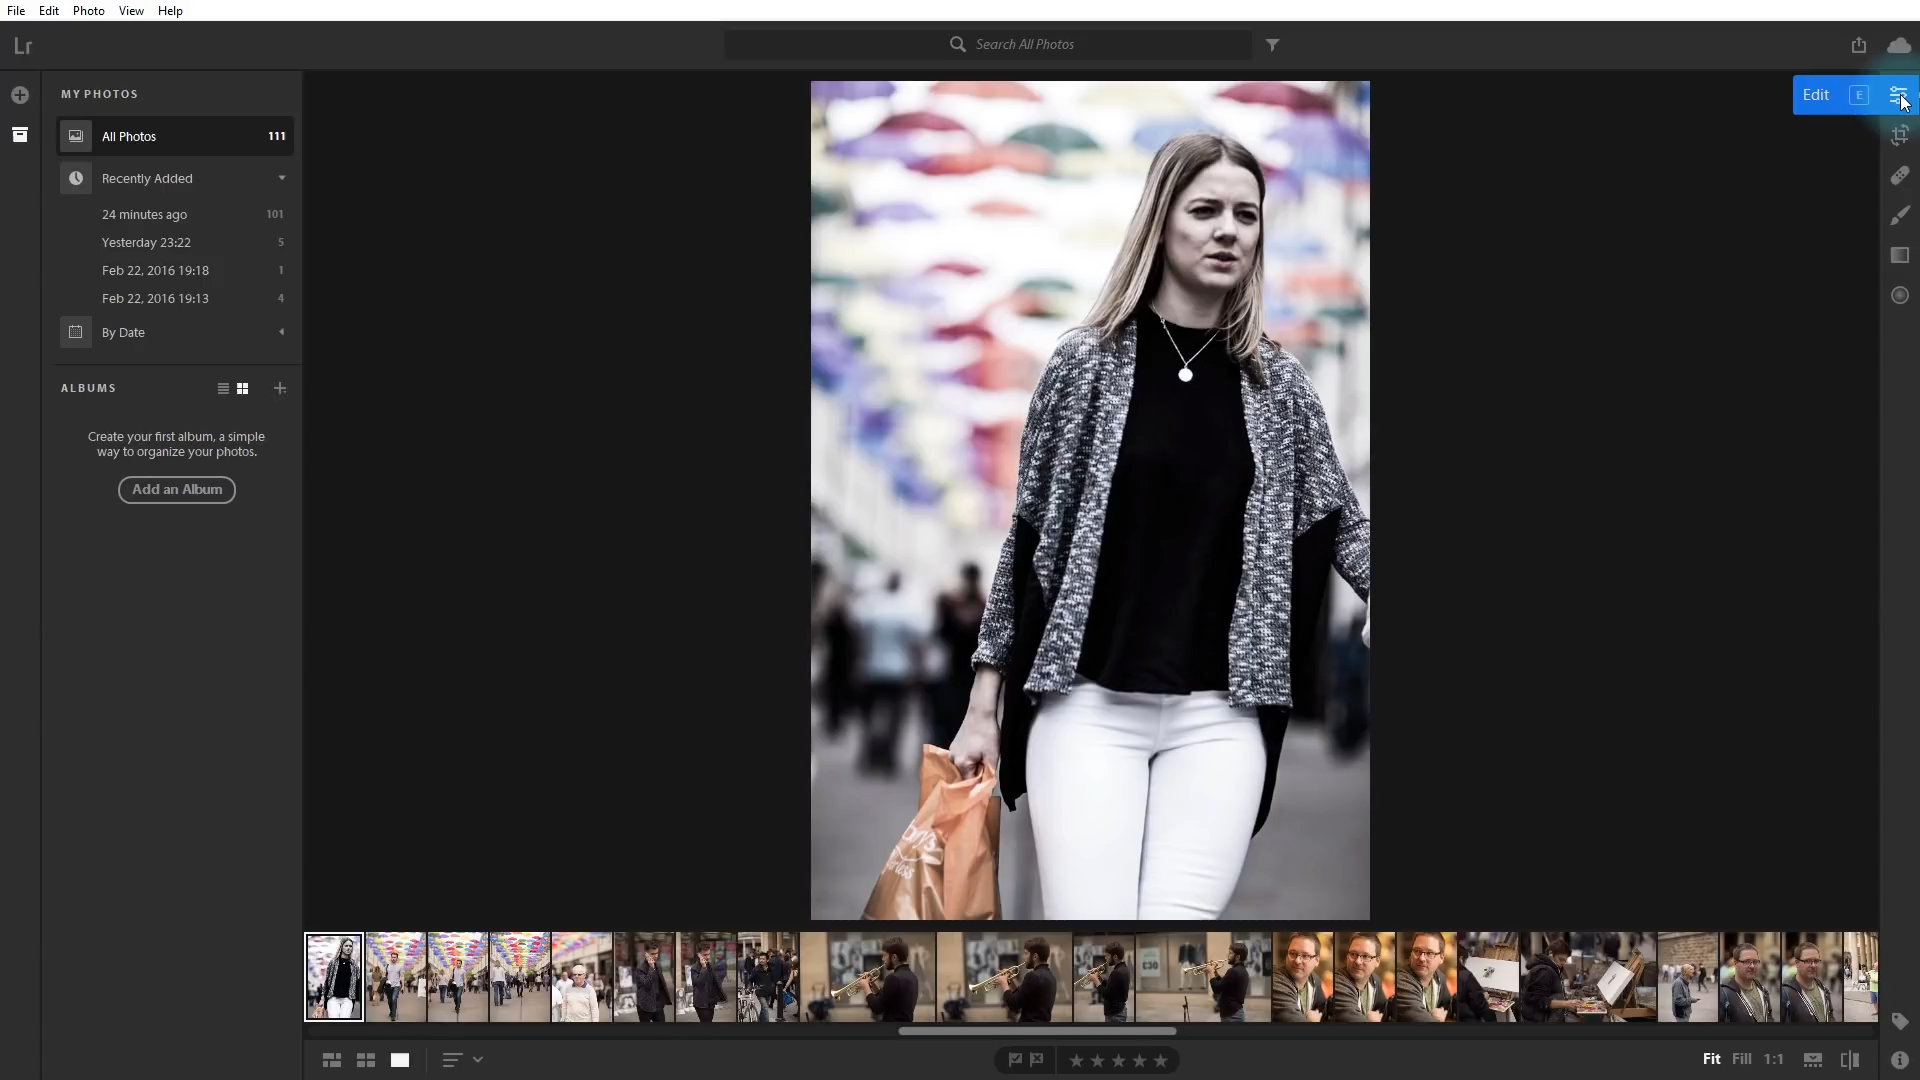 File Edit Photo View Help
Lr
Search All Photos
Edit E
MY PHOTOS
All Photos 111
Recently Added
24 minutes ago 101
Yesterday 23:22 5
Feb 22, 2016 19:18 1
Feb 22, 2016 19:13 4
By Date
ALBUMS
Create your first album, a simple
way to organize your photos.
Add an Album
£30
Fit Fill 1:1